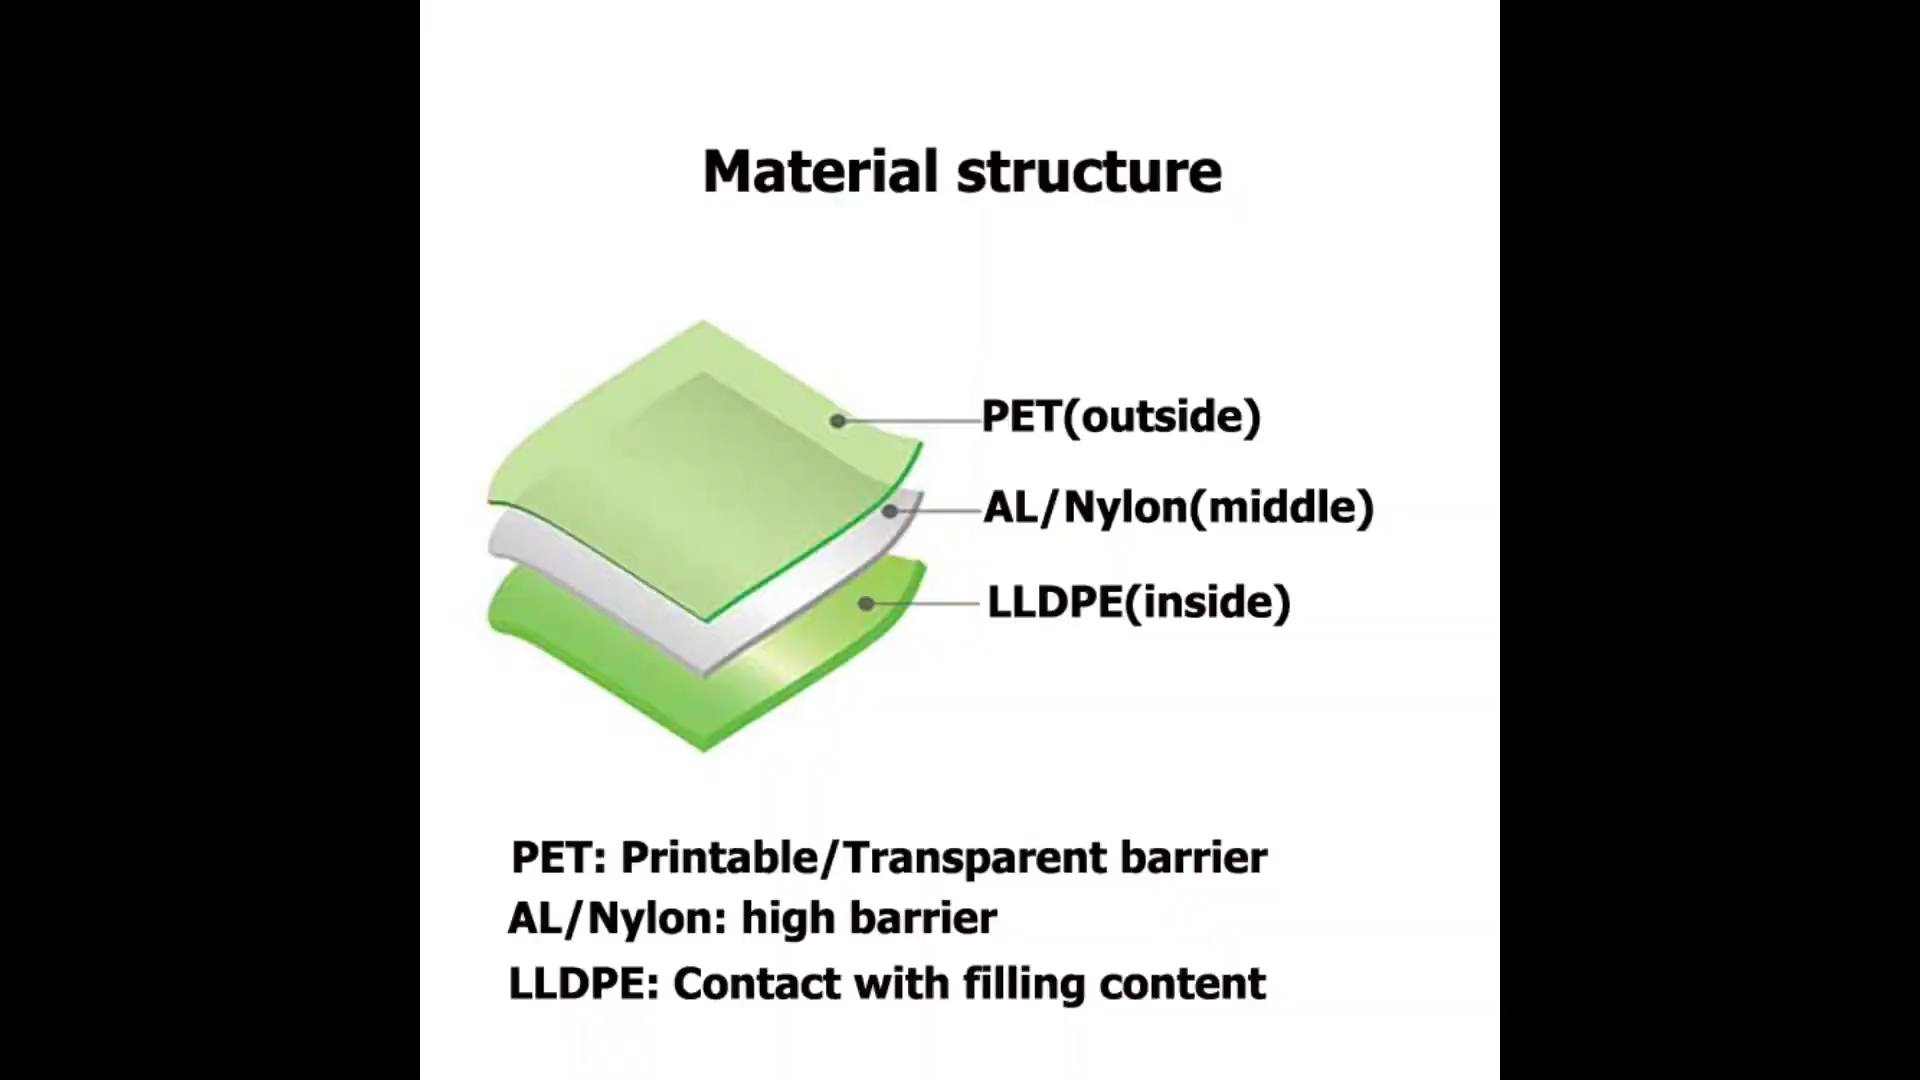 Material structure
PET(outside)
AL/Nylon(middle)
LLDPE(inside)
PET: Printable/Transparent barrier
AL/Nylon: high barrier
LLDPE: Contact with filling content